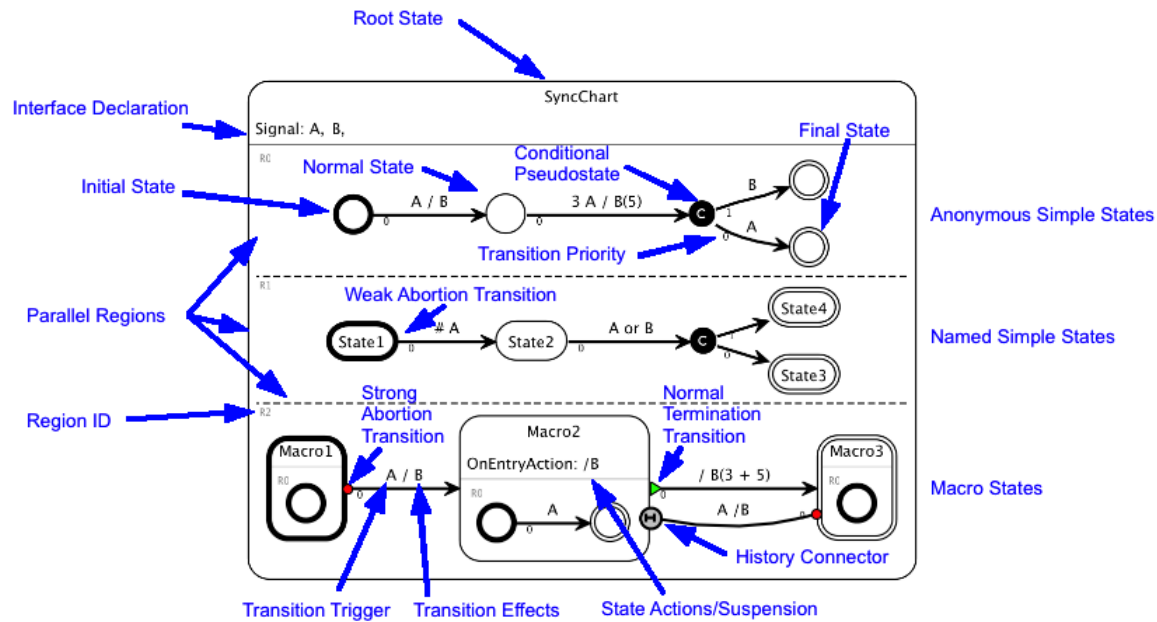 Root State
SyncChart
Interface Declaration
Signal: A, B,
Final State
R0
Normal State
Conditional
Pseudostate
Initial State
A / B
3 A / B(5)
B
A
0
0
1
0
Anonymous Simple States
Transition Priority
R1
Weak Abortion Transition
Parallel Regions
# A
A or B
State1
State2
State4
State3
0
0
1
0
Named Simple States
Region ID
R2
Strong
Abortion
Transition
Normal
Termination
Transition
Macro1
R0
0
A / B
Macro2
OnEntryAction: /B
R0
A
0
0
/ B(3 + 5)
A /B
0
Macro3
R0
Macro States
C
C
H
History Connector
Transition Trigger
Transition Effects
State Actions/Suspension